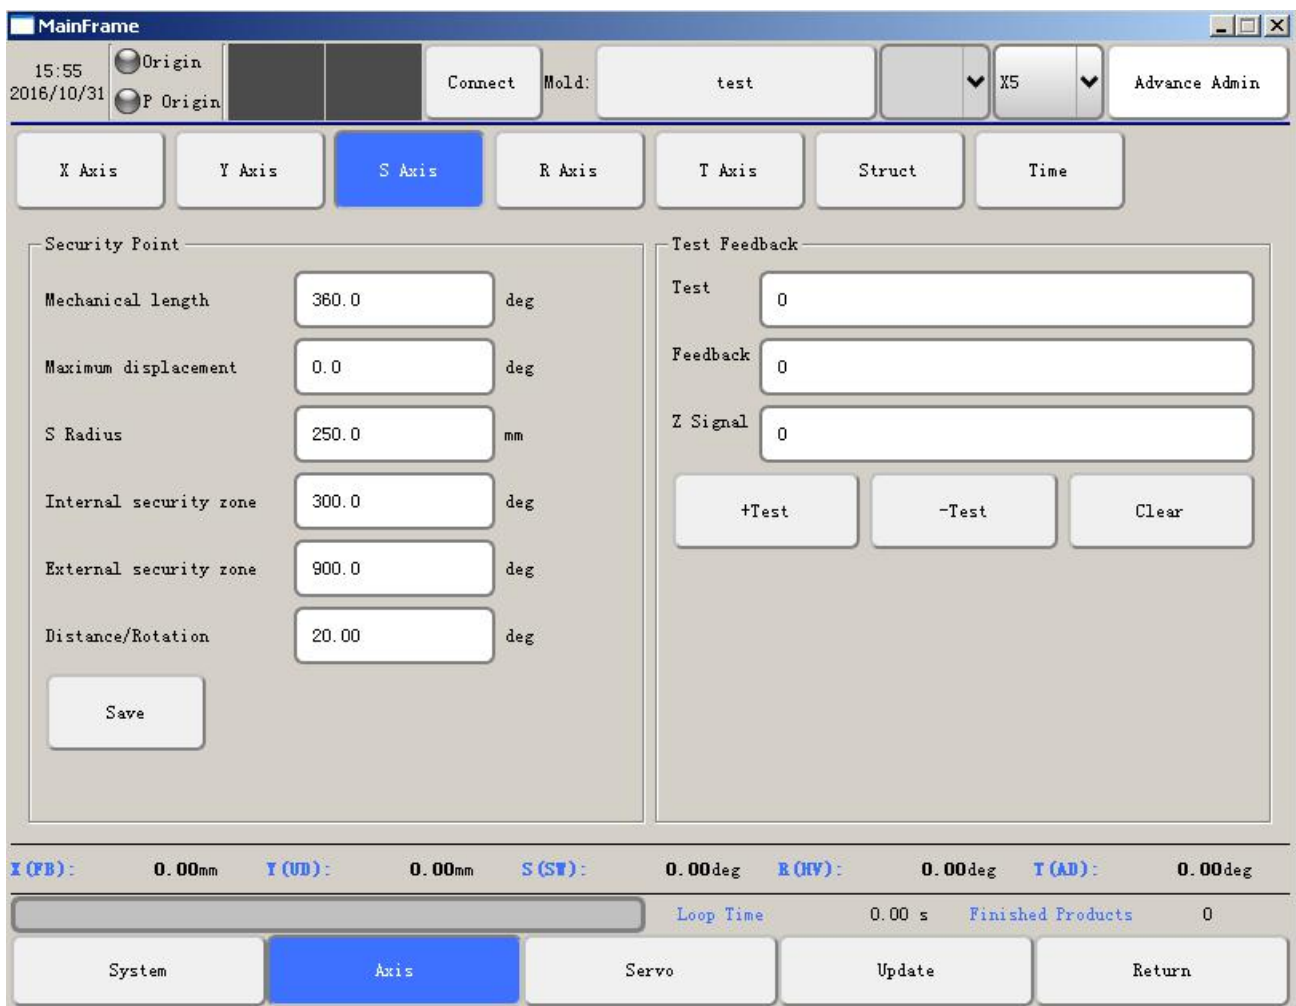 MainFrame
15:55
2016/10/31
Origin
P Origin
Connect
Mold:
test
X5
Advance Admin
X Axis
Y Axis
S Axis
R Axis
T Axis
Struct
Time
Security Point
Mechanical length 360.0 deg
Maximum displacement 0.0 deg
S Radius 250.0 mm
Internal security zone 300.0 deg
External security zone 900.0 deg
Distance/Rotation 20.00 deg
Save
Test Feedback
Test 0
Feedback 0
Z Signal 0
+Test
-Test
Clear
X(FB): 0.00mm Y(UD): 0.00mm S(SW): 0.00deg R(HV): 0.00deg T(AD): 0.00deg
Loop Time 0.00 s Finished Products 0
System
Axis
Servo
Update
Return